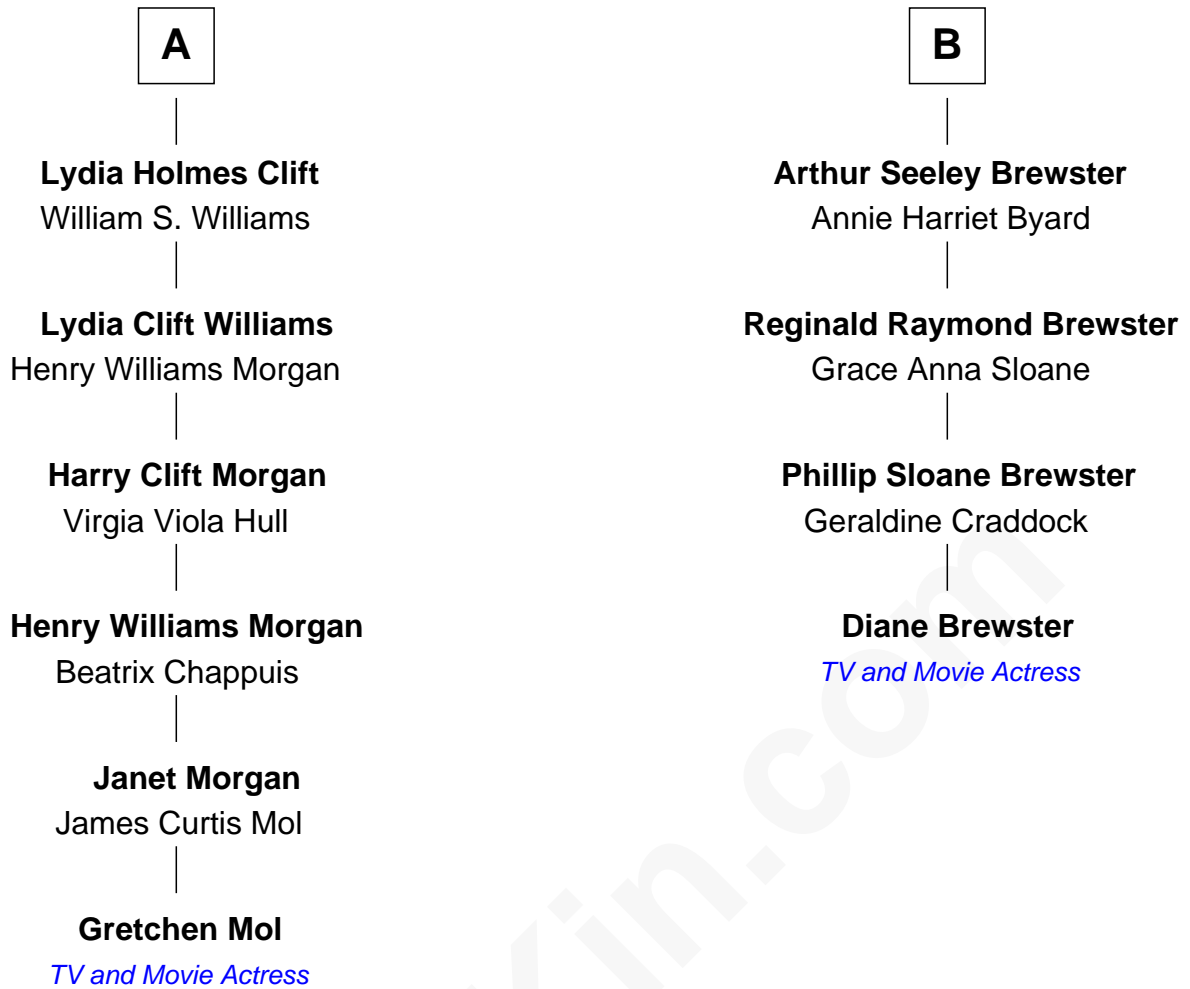 A
Lydia Holmes Clift
William S. Williams
Lydia Clift Williams
Henry Williams Morgan
Harry Clift Morgan
Virgia Viola Hull
Henry Williams Morgan
Beatrix Chappuis
Janet Morgan
James Curtis Mol
Gretchen Mol
TV and Movie Actress
B
Arthur Seeley Brewster
Annie Harriet Byard
Reginald Raymond Brewster
Grace Anna Sloane
Phillip Sloane Brewster
Geraldine Craddock
Diane Brewster
TV and Movie Actress
Kin.com